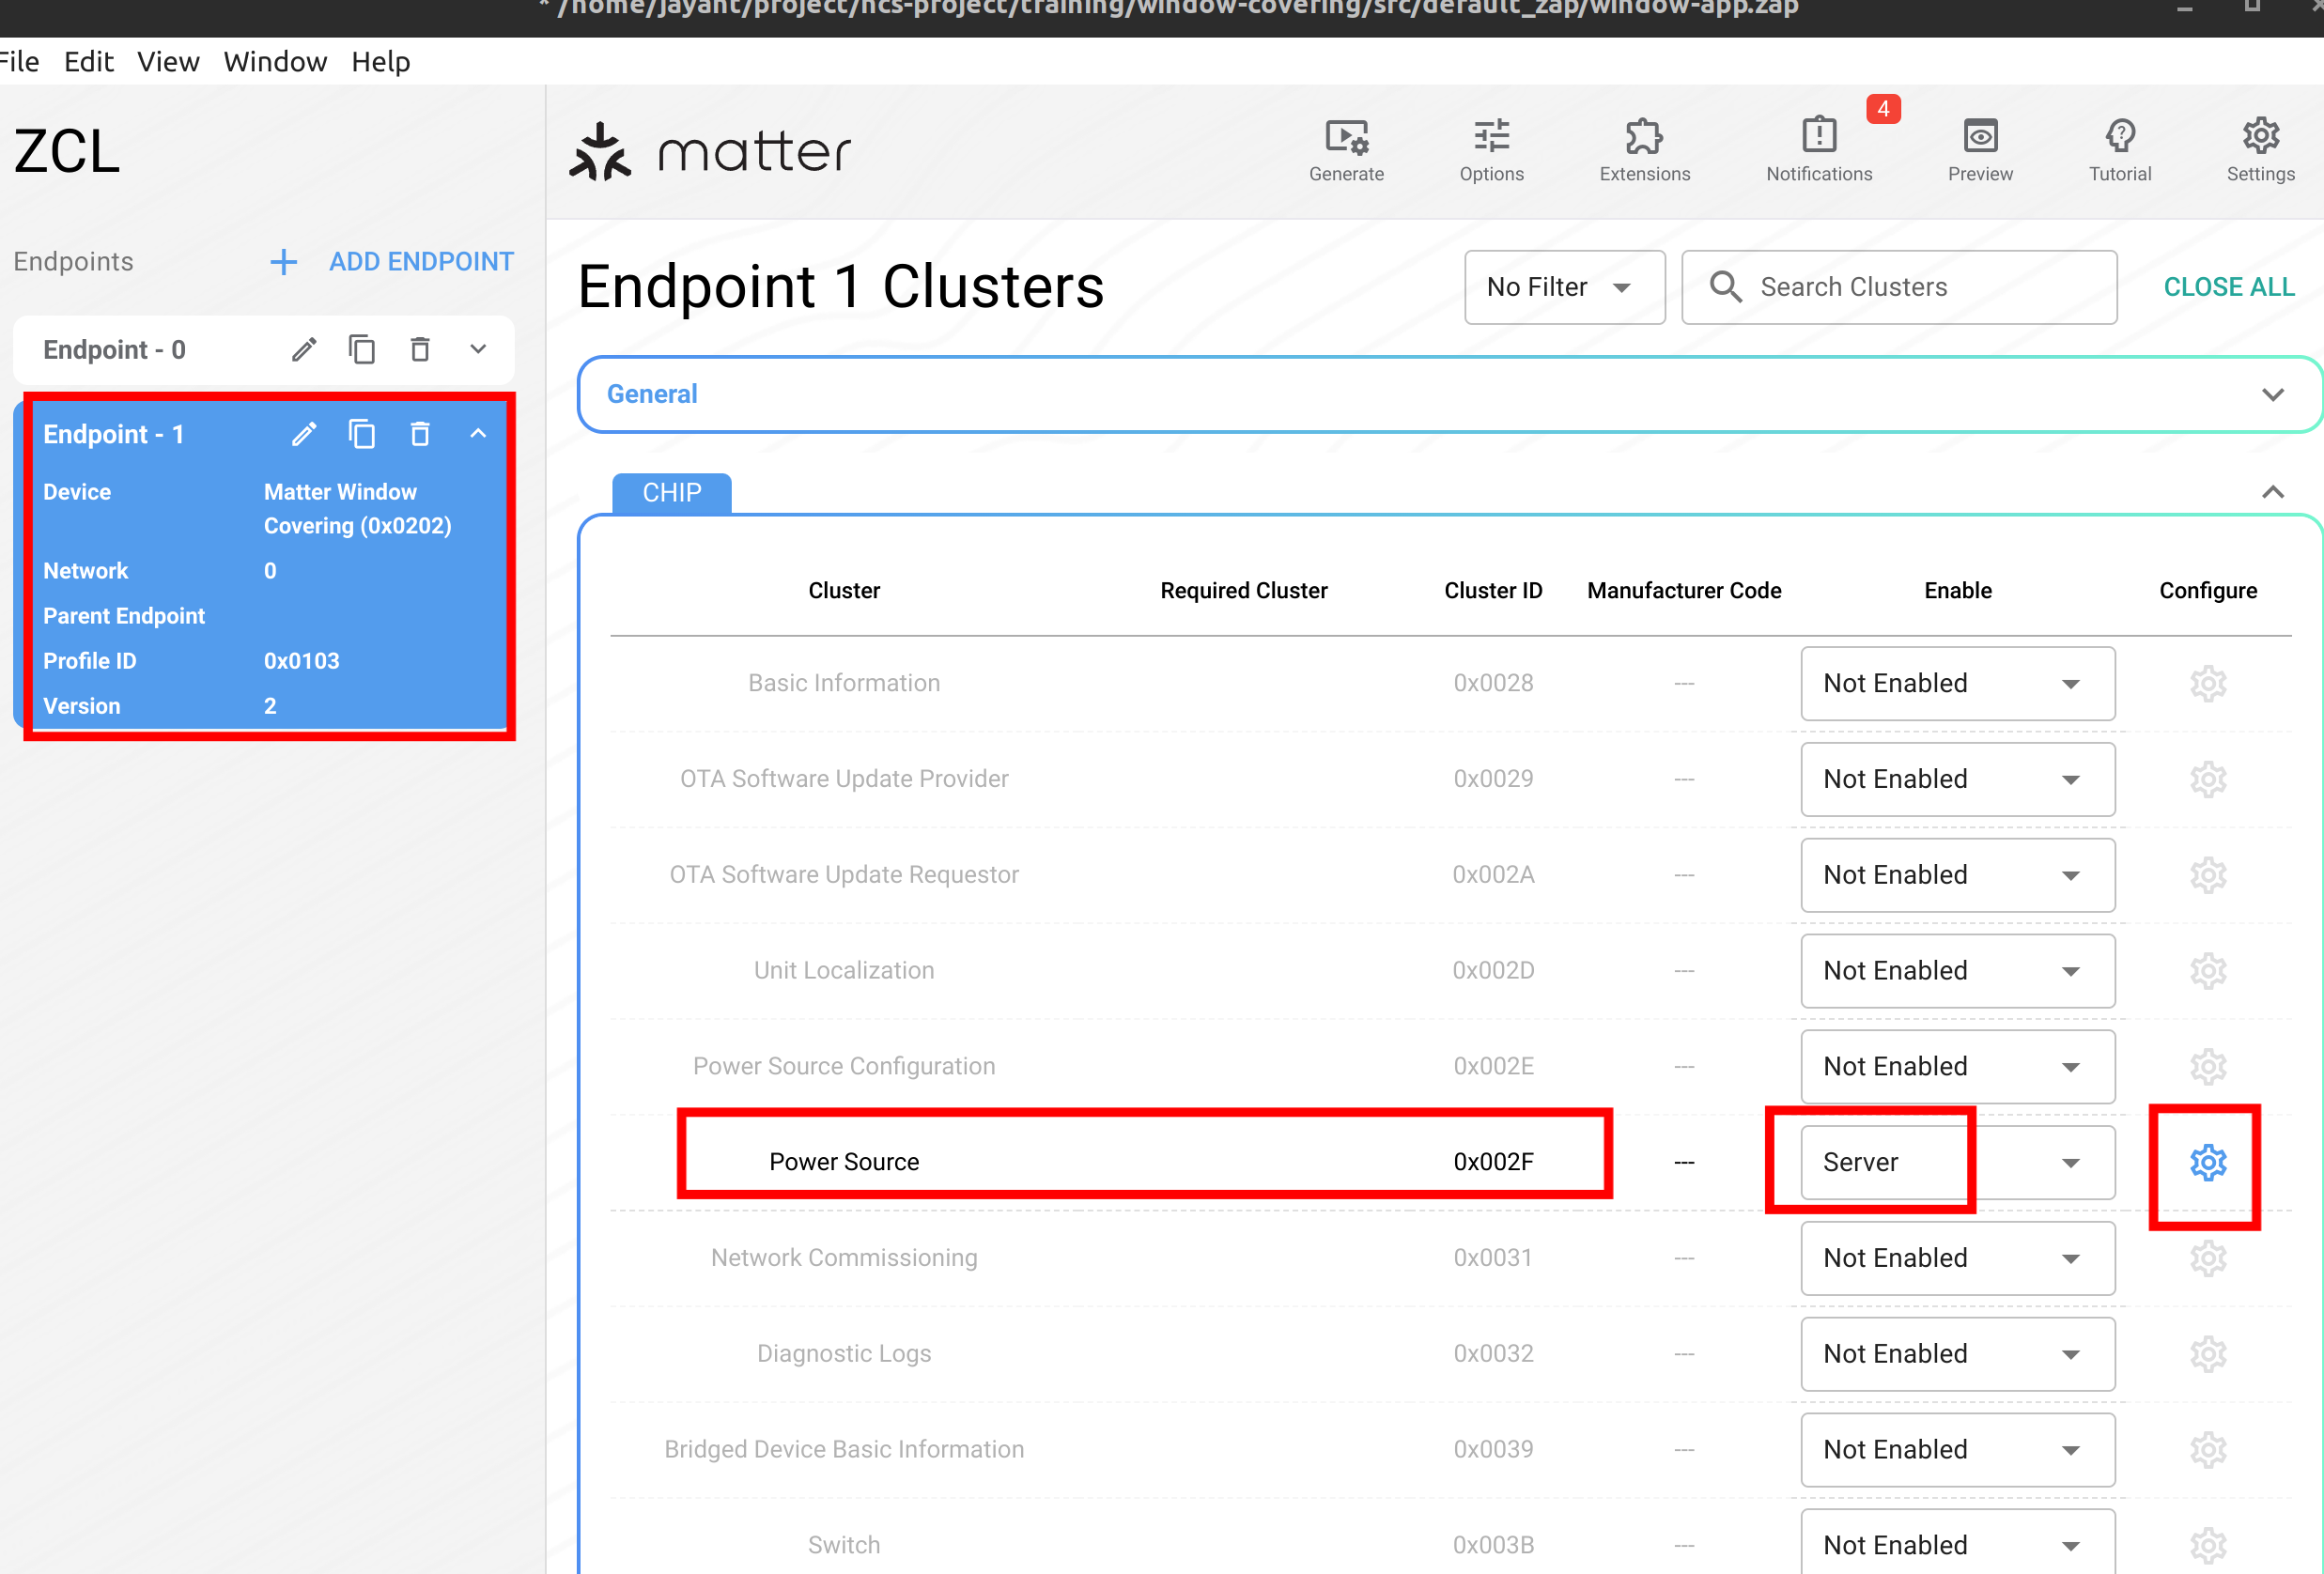 * /home/jayant/project/ncs-project/training/window-covering/src/default_zap/window-app.zap
File Edit View Window Help
ZCL
matter
Generate
Options
Extensions
4
Notifications
Preview
Tutorial
Settings
Endpoints
ADD ENDPOINT
Endpoint - 0
Endpoint - 1
Device Matter Window
Covering (0x0202)
Network 0
Parent Endpoint
Profile ID 0x0103
Version 2
Endpoint 1 Clusters
No Filter
Search Clusters
CLOSE ALL
General
CHIP
Cluster Required Cluster Cluster ID Manufacturer Code Enable Configure
Basic Information 0x0028 --- Not Enabled
OTA Software Update Provider 0x0029 --- Not Enabled
OTA Software Update Requestor 0x002A --- Not Enabled
Unit Localization 0x002D --- Not Enabled
Power Source Configuration 0x002E --- Not Enabled
Power Source 0x002F --- Server
Network Commissioning 0x0031 --- Not Enabled
Diagnostic Logs 0x0032 --- Not Enabled
Bridged Device Basic Information 0x0039 --- Not Enabled
Switch 0x003B --- Not Enabled